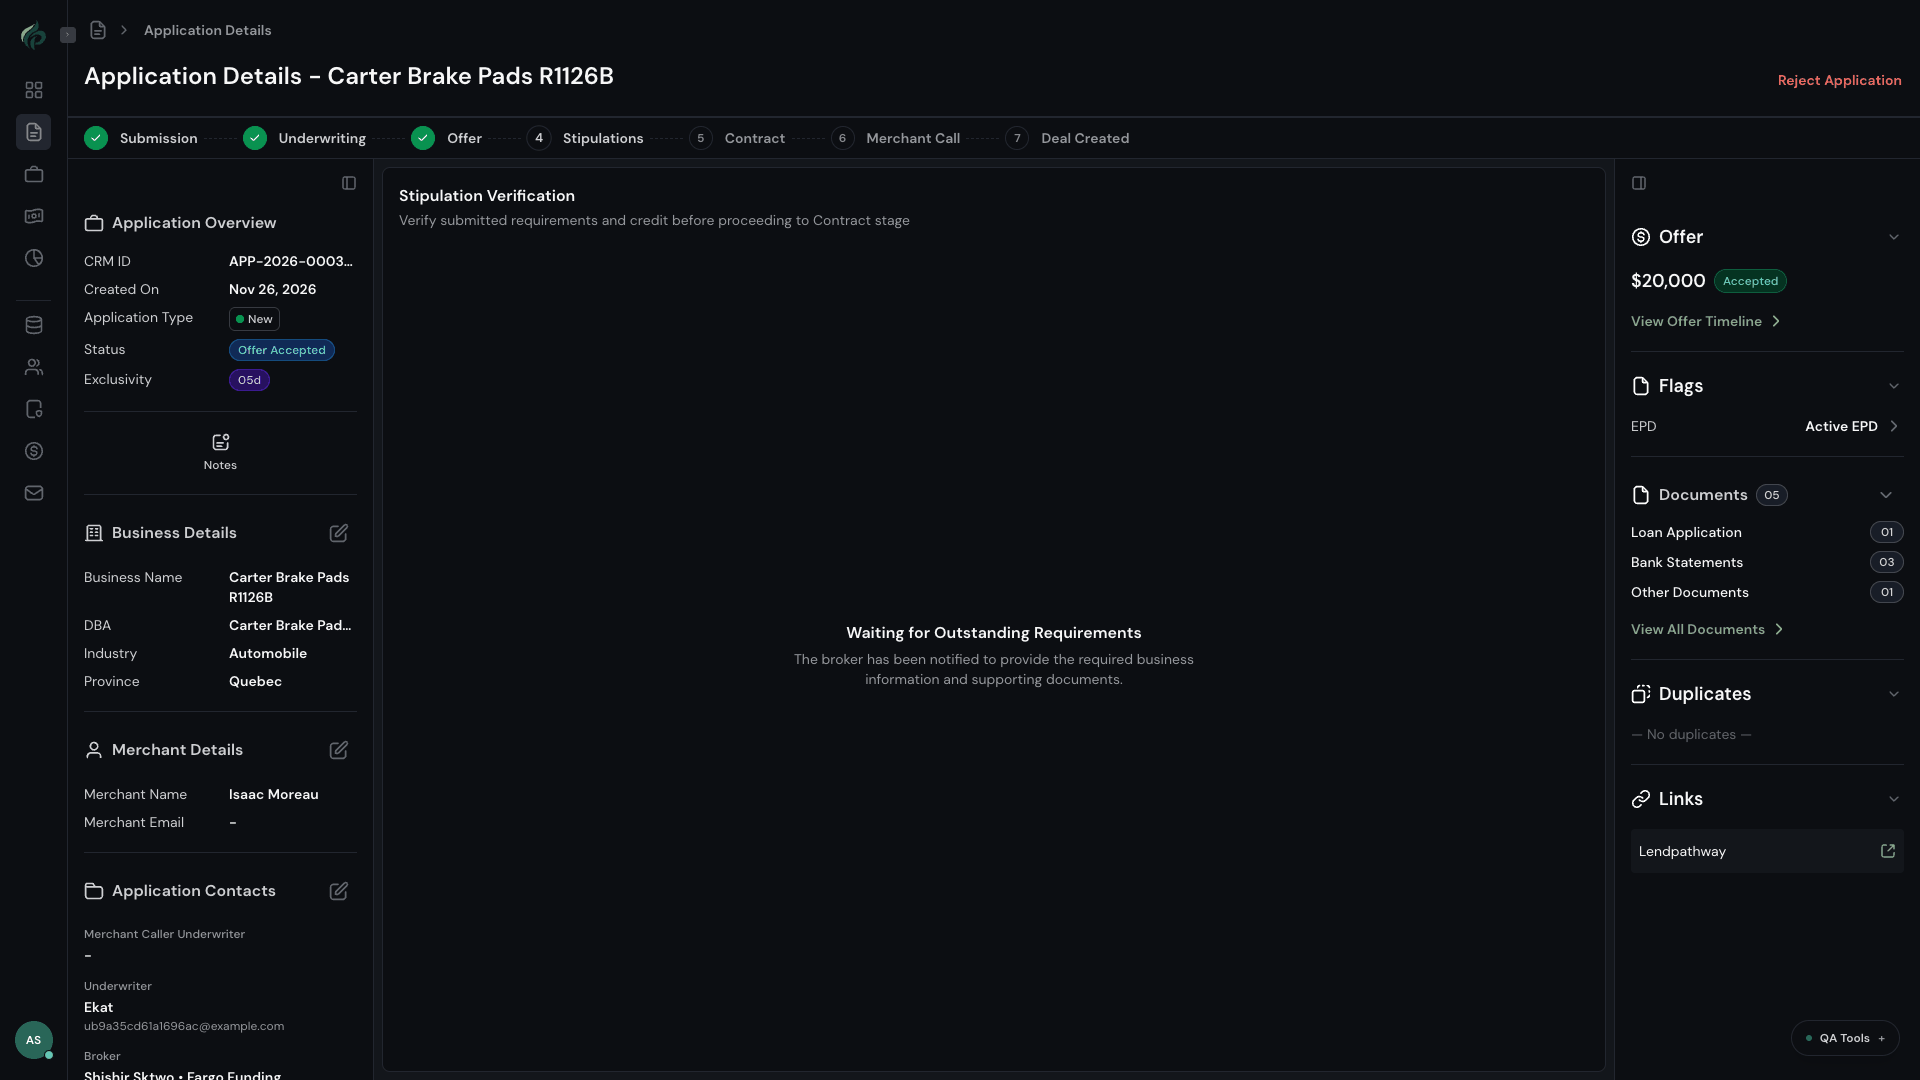 Application Details
Application Details – Carter Brake Pads R1126B
Reject Application
Submission
Underwriting
Offer
4 Stipulations
5 Contract
6 Merchant Call
7 Deal Created
Application Overview
CRM ID APP-2026-0003...
Created On Nov 26, 2026
Application Type New
Status Offer Accepted
Exclusivity 05d
Notes
Business Details
Business Name Carter Brake Pads
R1126B
DBA Carter Brake Pad...
Industry Automobile
Province Quebec
Merchant Details
Merchant Name Isaac Moreau
Merchant Email –
Application Contacts
Merchant Caller Underwriter
–
Underwriter
Ekat
ub9a35cd61a1696ac@example.com
Broker
Shishir Sktwo • Fargo Funding
AS
Stipulation Verification
Verify submitted requirements and credit before proceeding to Contract stage
Waiting for Outstanding Requirements
The broker has been notified to provide the required business
information and supporting documents.
Offer
$20,000 Accepted
View Offer Timeline
Flags
EPD Active EPD
Documents 05
Loan Application 01
Bank Statements 03
Other Documents 01
View All Documents
Duplicates
— No duplicates —
Links
Lendpathway
QA Tools +